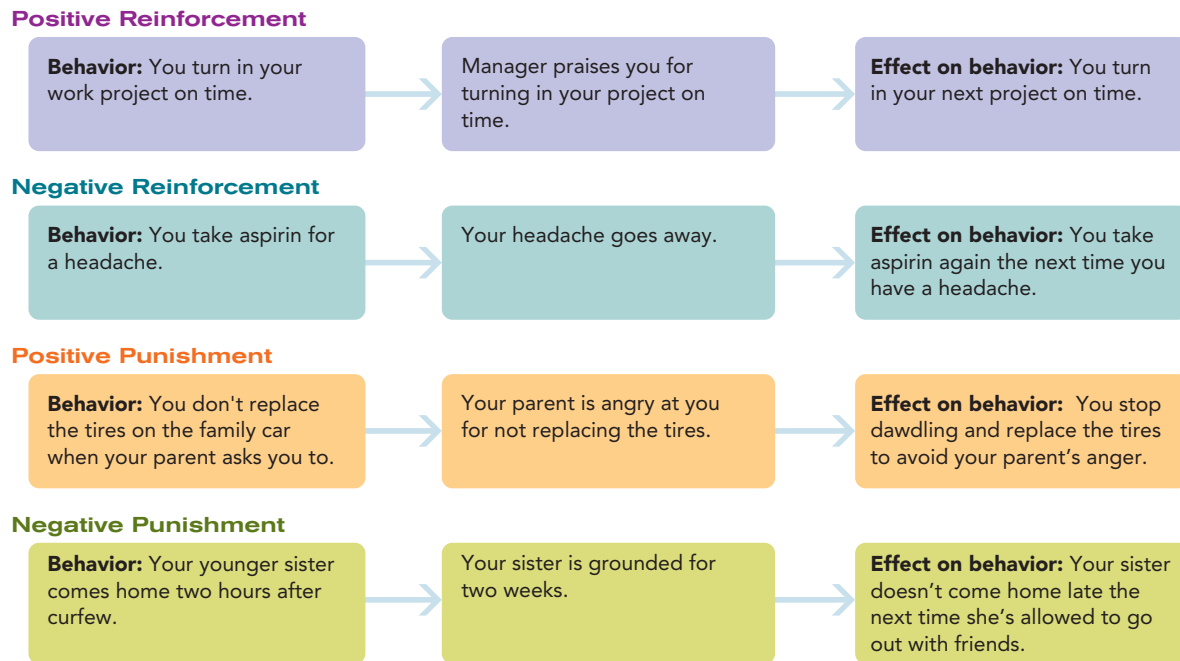 Positive Reinforcement
Behavior: You turn in your
work project on time.
Manager praises you for
turning in your project on
time.
Effect on behavior: You turn
in your next project on time.
Negative Reinforcement
Behavior: You take aspirin for
a headache.
Your headache goes away.
Effect on behavior: You take
aspirin again the next time you
have a headache.
Positive Punishment
Behavior: You don't replace
the tires on the family car
when your parent asks you to.
Your parent is angry at you
for not replacing the tires.
Effect on behavior:  You stop
dawdling and replace the tires
to avoid your parent’s anger.
Negative Punishment
Behavior: Your younger sister
comes home two hours after
curfew.
Your sister is grounded for
two weeks.
Effect on behavior: Your sister
doesn’t come home late the
next time she’s allowed to go
out with friends.